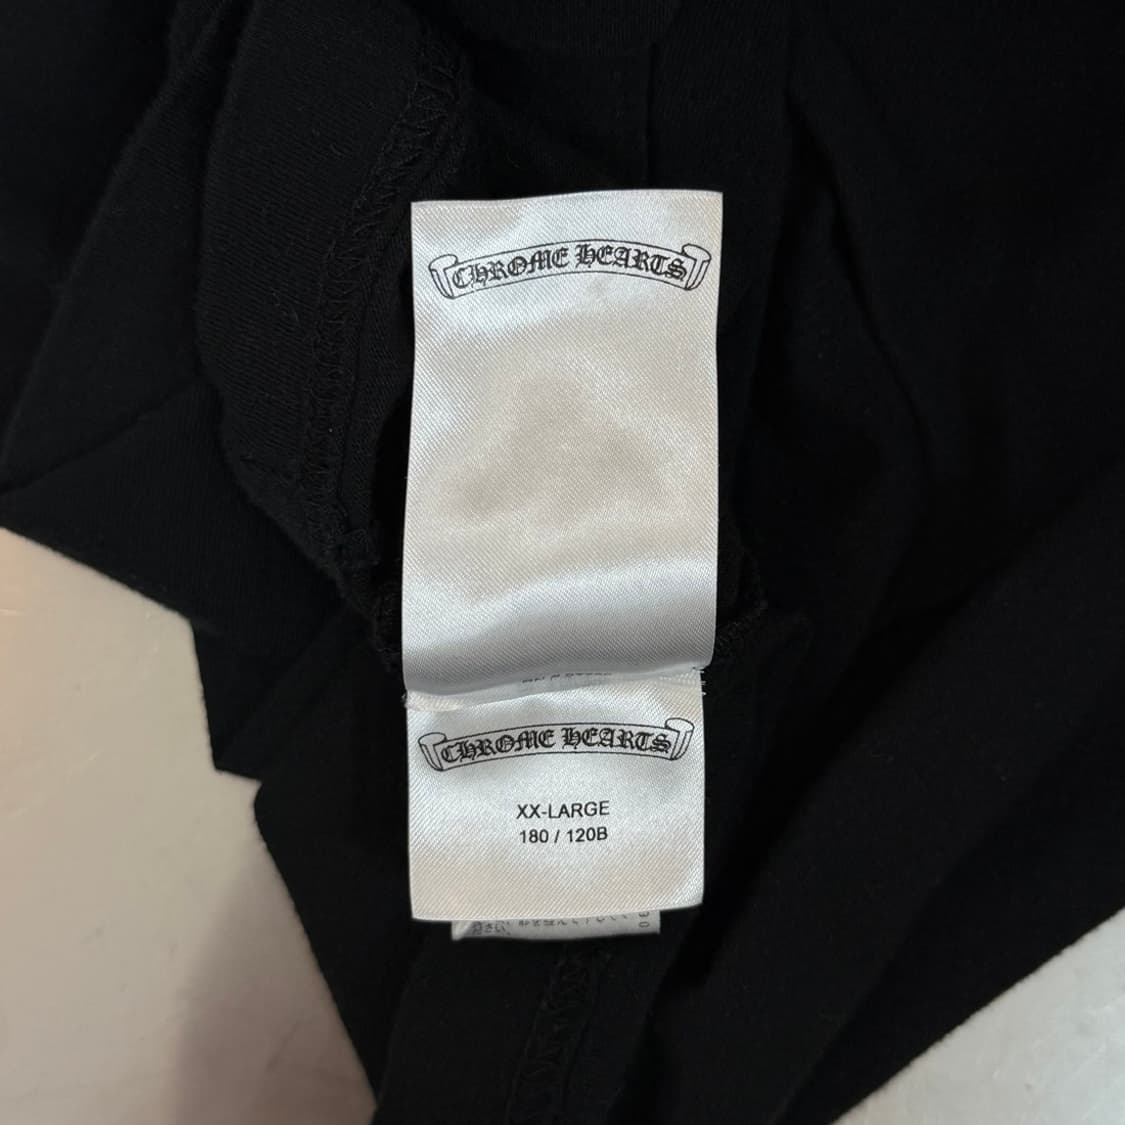 CHROME HEARTS
CHROME HEARTS
XX-LARGE
180 / 120B